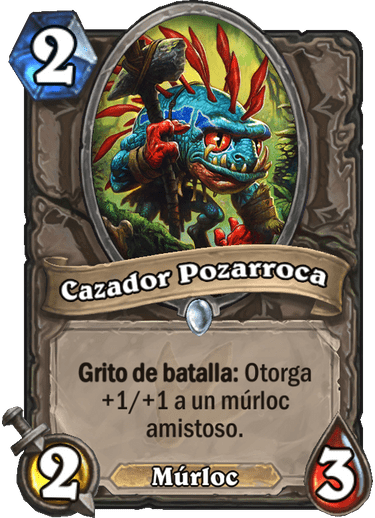 2
Cazador Pozarroca
Grito de batalla: Otorga
+1/+1 a un múrloc
amistoso.
2
Múrloc
3